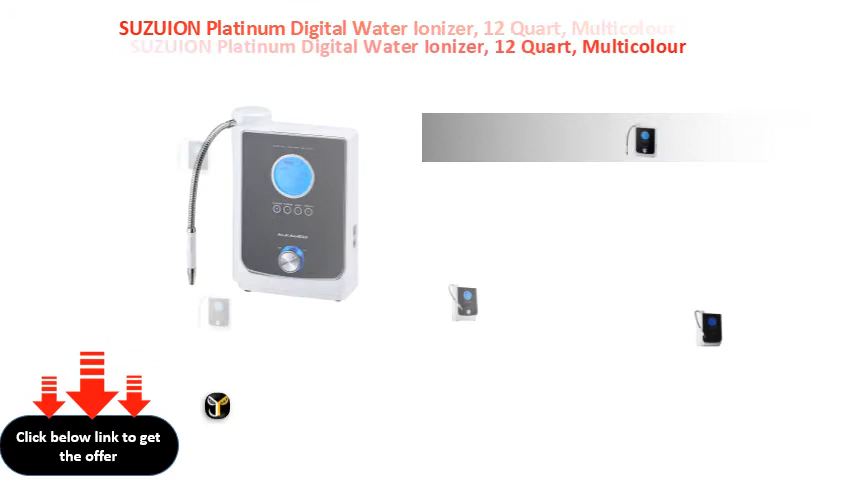 SUZUION Platinum Digital Water Ionizer, 12 Quart, Multicolour
SUZUION Platinum Digital Water Ionizer, 12 Quart, Multicolour
Click below link to get
the offer